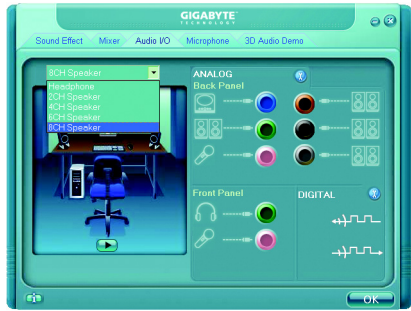 GIGABYTE
TECHNOLOGY
Sound Effect Mixer Audio I/O Microphone 3D Audio Demo
8CH Speaker
Headphone
2CH Speaker
4CH Speaker
6CH Speaker
8CH Speaker
ANALOG
Back Panel
Front Panel
DIGITAL
OK